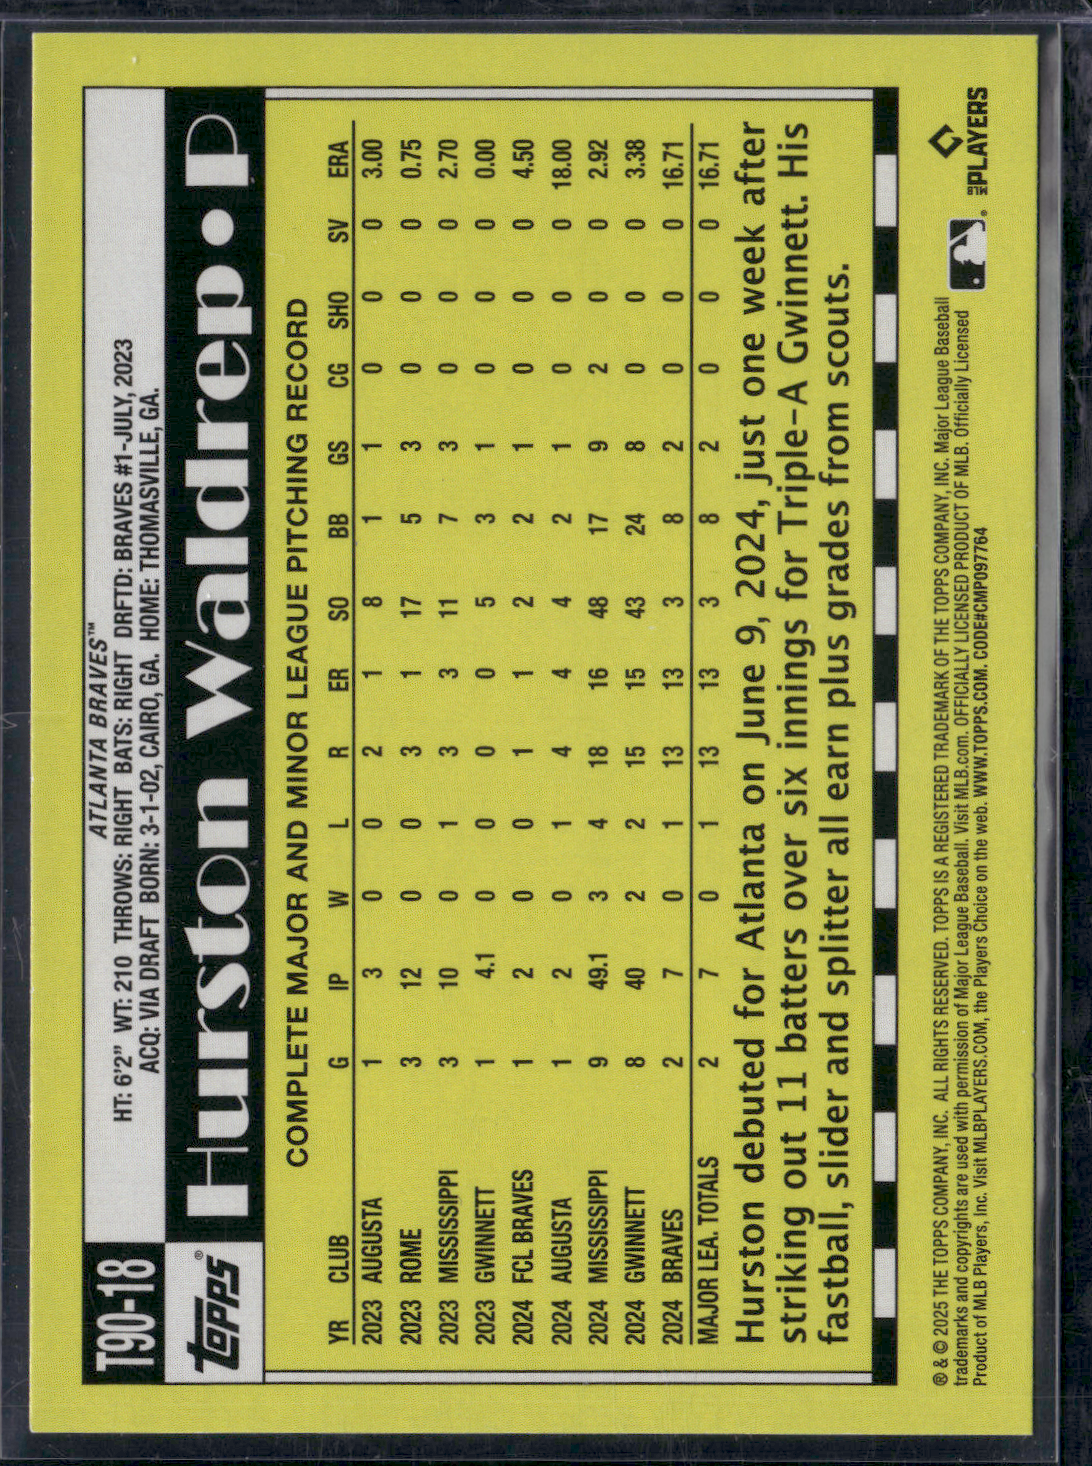 T90-18
topps®
ATLANTA BRAVES™
HT: 6'2" WT: 210 THROWS: RIGHT BATS: RIGHT DRFTD: BRAVES #1-JULY, 2023
ACQ: VIA DRAFT BORN: 3-1-02, CAIRO, GA. HOME: THOMASVILLE, GA.
Hurston Waldrep • P
COMPLETE MAJOR AND MINOR LEAGUE PITCHING RECORD
YR CLUB G IP W L R ER SO BB GS CG SHO SV ERA
2023 AUGUSTA 1 3 0 0 2 1 8 1 1 0 0 0 3.00
2023 ROME 3 12 0 0 3 1 17 5 3 0 0 0 0.75
2023 MISSISSIPPI 3 10 0 1 3 3 11 7 3 0 0 0 2.70
2023 GWINNETT 1 4.1 0 0 0 0 5 3 1 0 0 0 0.00
2024 FCL BRAVES 1 2 0 0 1 1 2 2 1 0 0 0 4.50
2024 AUGUSTA 1 2 0 1 4 4 4 2 1 0 0 0 18.00
2024 MISSISSIPPI 9 49.1 3 4 18 16 48 17 9 2 0 0 2.92
2024 GWINNETT 8 40 2 2 15 15 43 24 8 0 0 0 3.38
2024 BRAVES 2 7 0 1 13 13 3 8 2 0 0 0 16.71
MAJOR LEA. TOTALS 2 7 0 1 13 13 3 8 2 0 0 0 16.71
Hurston debuted for Atlanta on June 9, 2024, just one week after
striking out 11 batters over six innings for Triple-A Gwinnett. His
fastball, slider and splitter all earn plus grades from scouts.
® & © 2025 THE TOPPS COMPANY, INC. ALL RIGHTS RESERVED. TOPPS IS A REGISTERED TRADEMARK OF THE TOPPS COMPANY, INC. Major League Baseball
trademarks and copyrights are used with permission of Major League Baseball. Visit MLB.com. OFFICIALLY LICENSED PRODUCT OF MLB. Officially Licensed
Product of MLB Players, Inc. Visit MLBPLAYERS.COM, the Players Choice on the web. WWW.TOPPS.COM. CODE#CMP097764
MLB PLAYERS